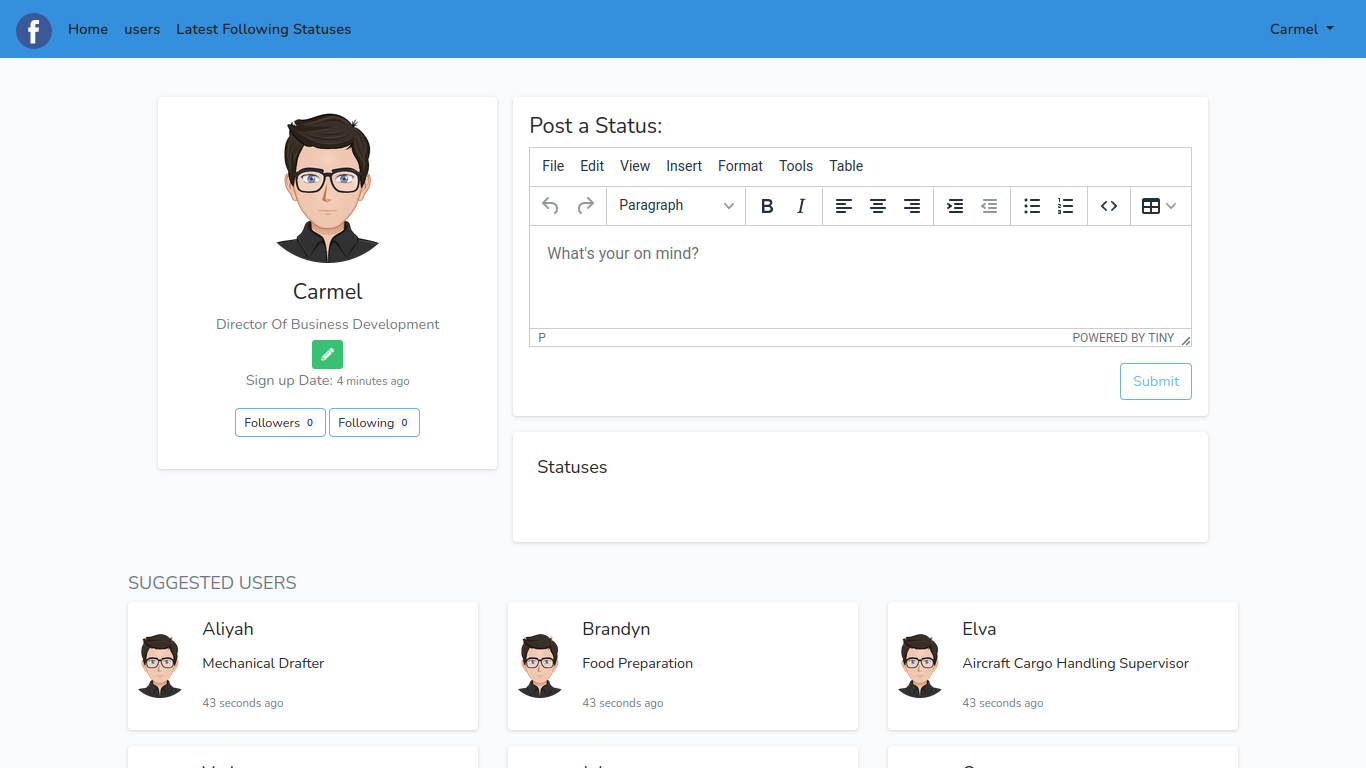 f Home users Latest Following Statuses Carmel
Carmel
Director Of Business Development
Sign up Date: 4 minutes ago
Followers 0 Following 0
Post a Status:
File Edit View Insert Format Tools Table
Paragraph B I
What's your on mind?
P POWERED BY TINY
Submit
Statuses
SUGGESTED USERS
Aliyah
Mechanical Drafter
43 seconds ago
Brandyn
Food Preparation
43 seconds ago
Elva
Aircraft Cargo Handling Supervisor
43 seconds ago